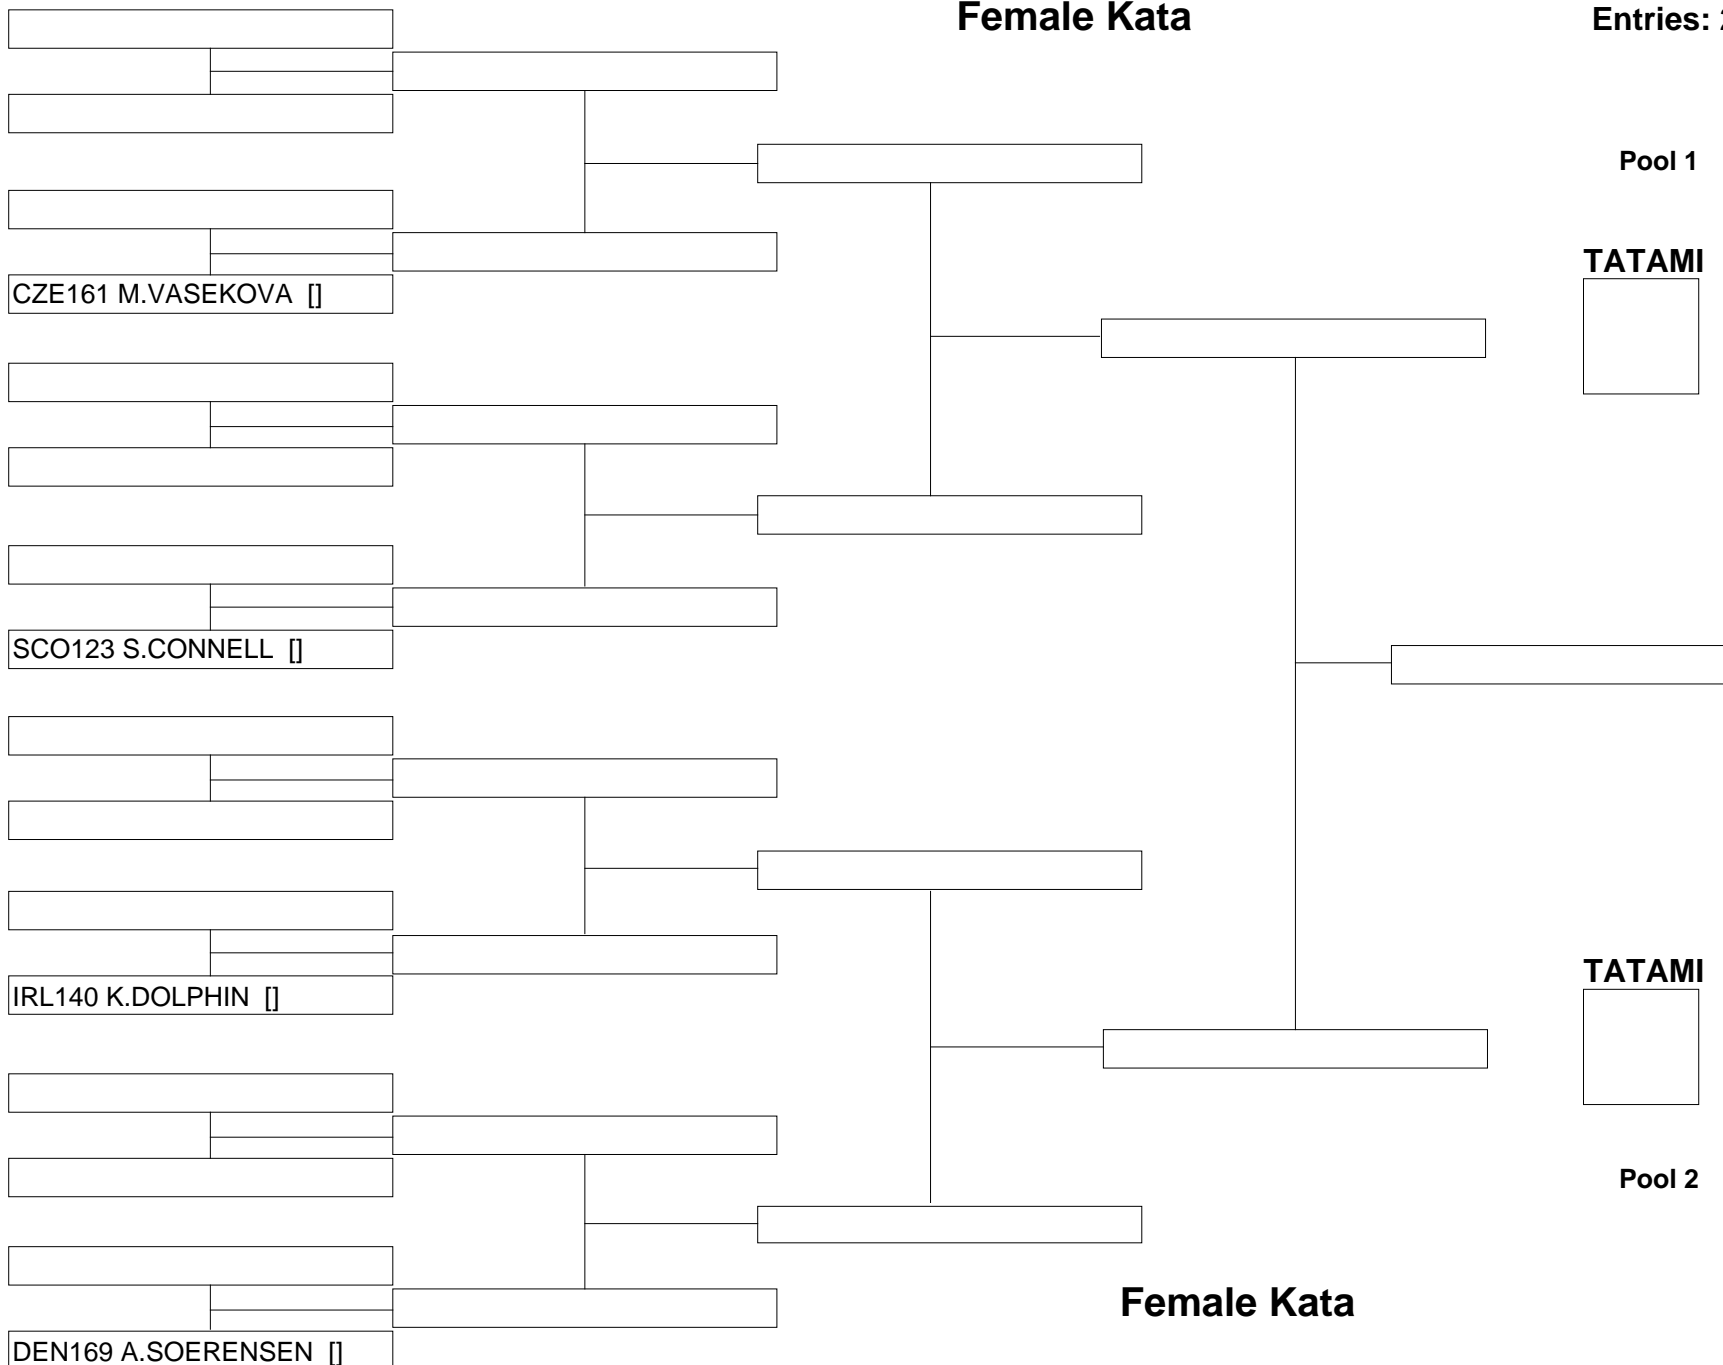 Female Kata
Entries:
Pool 1
TATAMI
CZE161 M.VASEKOVA []
SCO123 S.CONNELL []
TATAMI
IRL140 K.DOLPHIN []
Pool 2
Female Kata
DEN169 A.SOERENSEN []